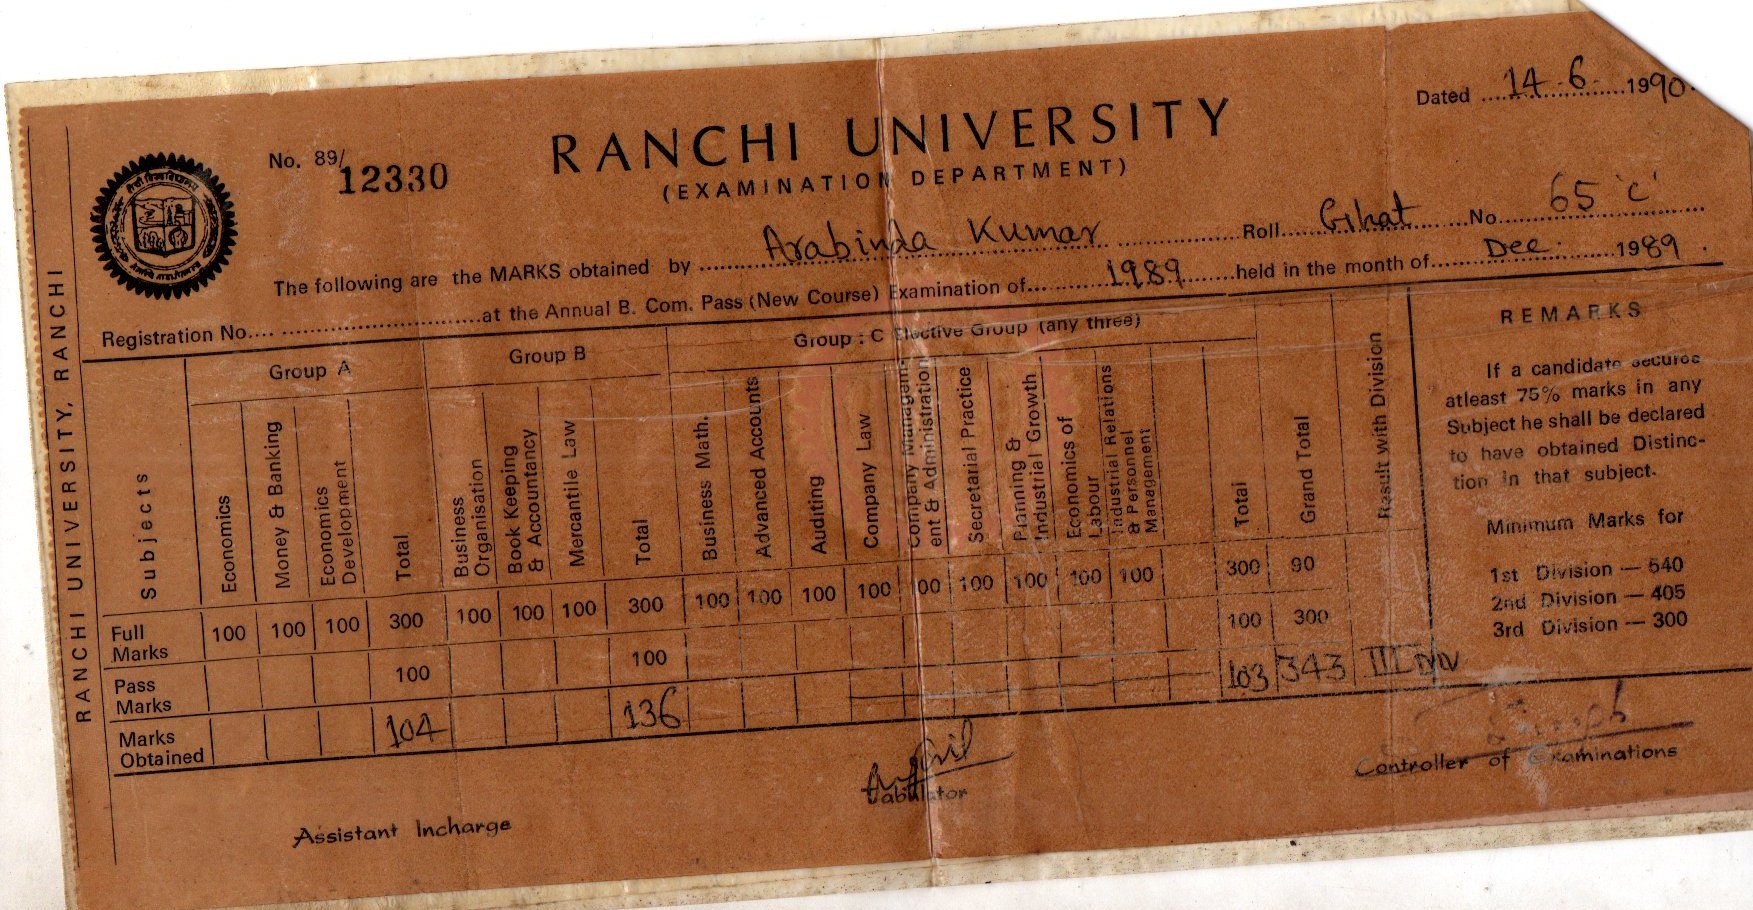 Dated 14-6-1990.
RANCHI UNIVERSITY
(EXAMINATION DEPARTMENT)
No. 89/12330
The following are the MARKS obtained by Arabinda Kumar Roll No. 65 'C'
Registration No. at the Annual B. Com. Pass (New Course) Examination of 1989 held in the month of Dec. 1989.
RANCHI UNIVERSITY, RANCHI
RANCHI UNIVERSITY, RANCHI
Subjects
Group A
Economics
Money & Banking
Economics Development
Total
Group B
Business Organisation
Book Keeping & Accountancy
Mercantile Law
Total
Group : C Elective Group (any three)
Business Math.
Advanced Accounts
Auditing
Company Law
Company Management & Administration
Secretarial Practice
Planning & Industrial Growth
Economics of Labour
Industrial Relations & Personnel Management
Total
Grand Total
Result with Division
Full Marks 100 100 100 300 100 100 100 300 100 100 100 100 100 100 100 100 100 300 90
Pass Marks 100 100 100 300
Marks Obtained 104 136 103 343 III Div
REMARKS
If a candidate secures
atleast 75% marks in any
Subject he shall be declared
to have obtained Distinc-
tion in that subject.
Minimum Marks for
1st Division — 540
2nd Division — 405
3rd Division — 300
Assistant Incharge
Tabulator
Controller of Examinations